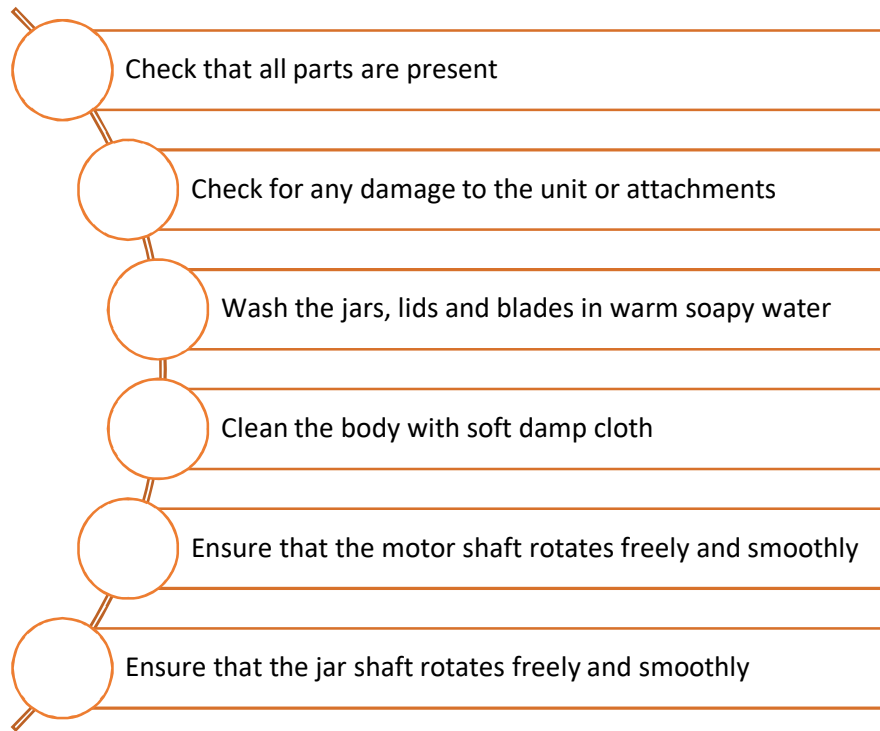 Check that all parts are present
Check for any damage to the unit or attachments
Wash the jars, lids and blades in warm soapy water
Clean the body with soft damp cloth
Ensure that the motor shaft rotates freely and smoothly
Ensure that the jar shaft rotates freely and smoothly